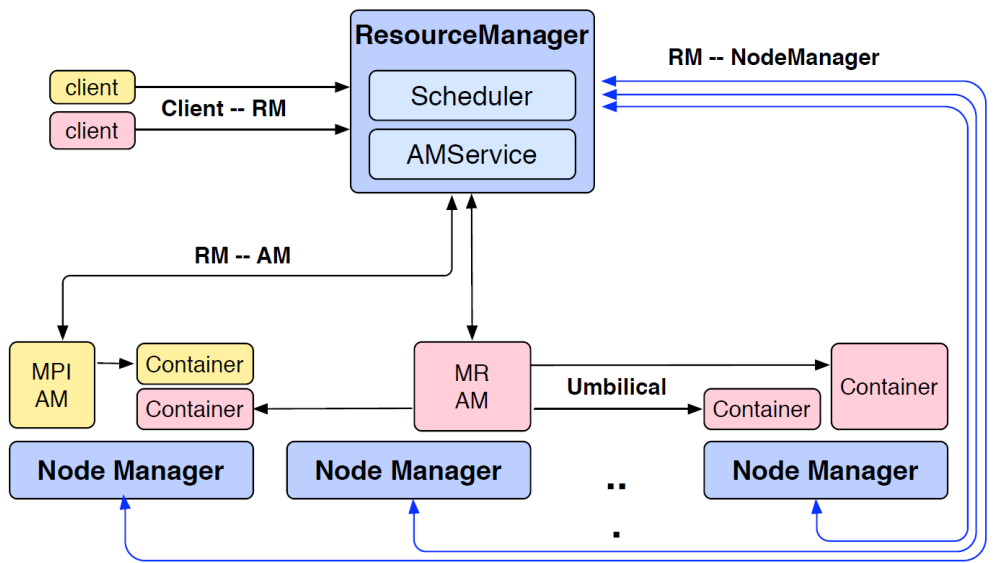 ResourceManager
RM -- NodeManager
client
Scheduler
Client -- RM
client
AMService
RM -- AM
MPI
AM
Container
Container
MR
AM
Umbilical
Container
Container
Node Manager
Node Manager
..
.
Node Manager